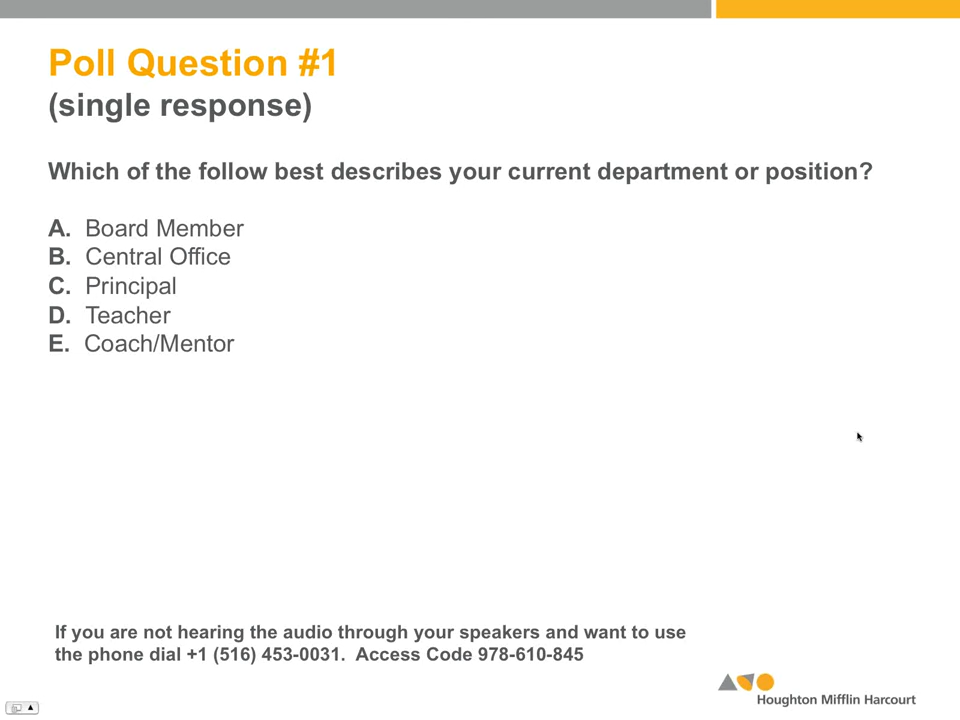 Poll Question #1
(single response)
Which of the follow best describes your current department or position?
A. Board Member
B. Central Office
C. Principal
D. Teacher
E. Coach/Mentor
If you are not hearing the audio through your speakers and want to use
the phone dial +1 (516) 453-0031. Access Code 978-610-845
Houghton Mifflin Harcourt